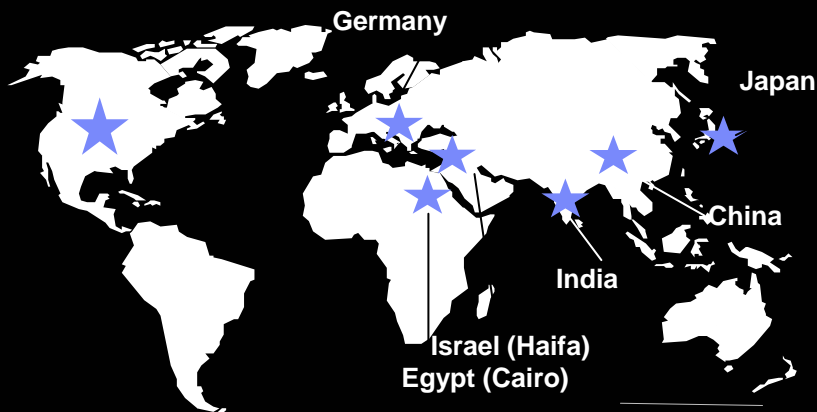 Germany
Japan
China
India
Israel (Haifa)
Egypt (Cairo)